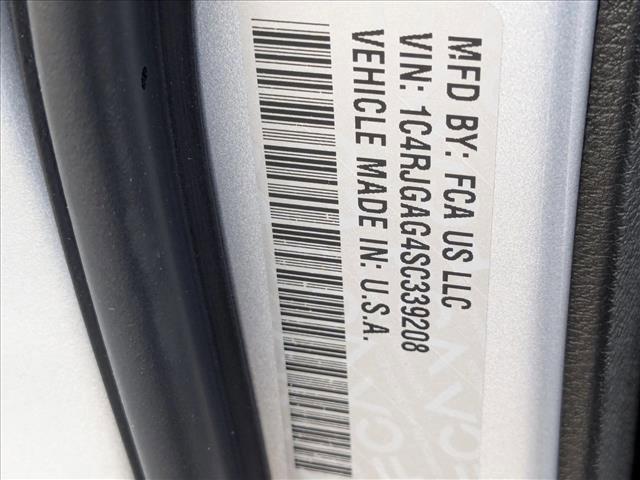 MFD BY: FCA US LLC
VIN: 1C4RJGAG4SC339208
VEHICLE MADE IN: U.S.A.